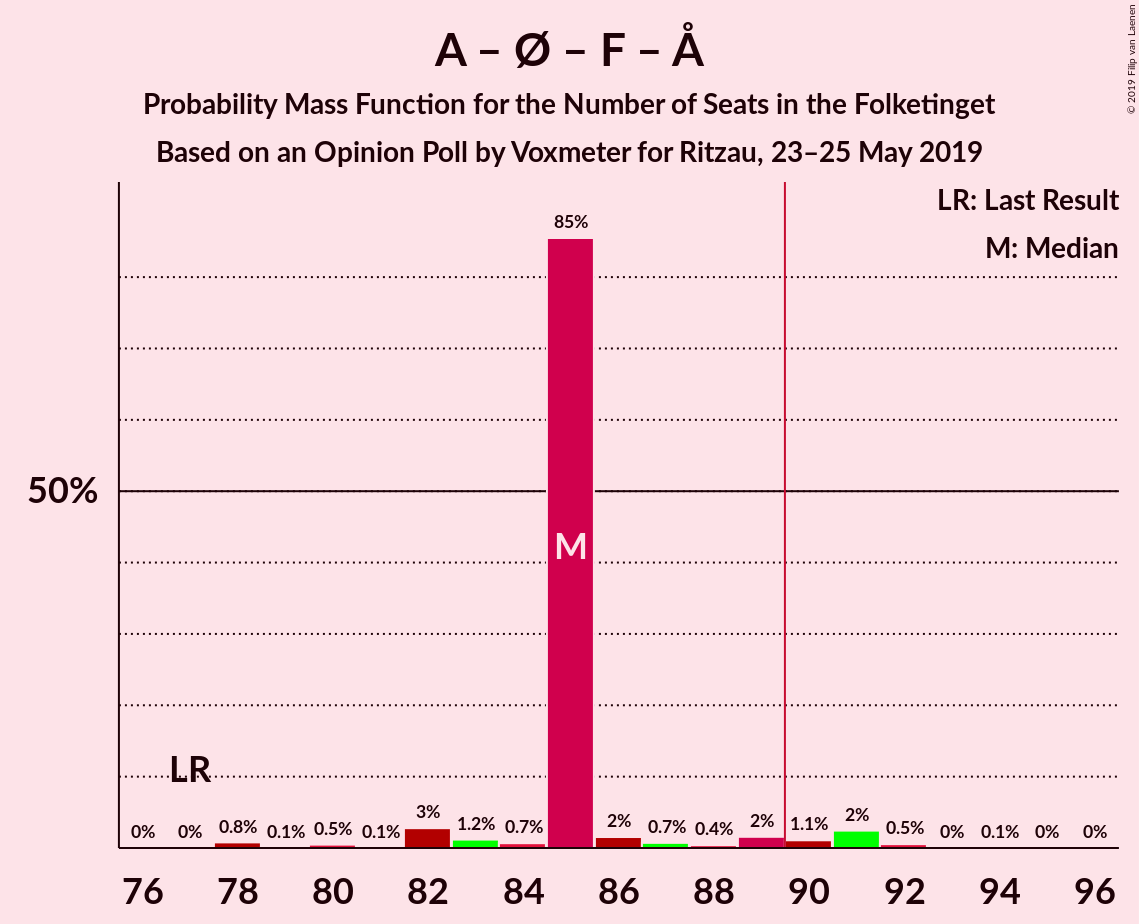 A – Ø – F – Å
Probability Mass Function for the Number of Seats in the Folketinget
Based on an Opinion Poll by Voxmeter for Ritzau, 23–25 May 2019
© 2019 Filip van Laenen
LR: Last Result
M: Median
85%
50%
M
LR
0% 0% 0.8% 0.1% 0.5% 0.1% 3% 1.2% 0.7% 2% 0.7% 0.4% 2% 1.1% 2% 0.5% 0% 0.1% 0% 0%
76 78 80 82 84 86 88 90 92 94 96